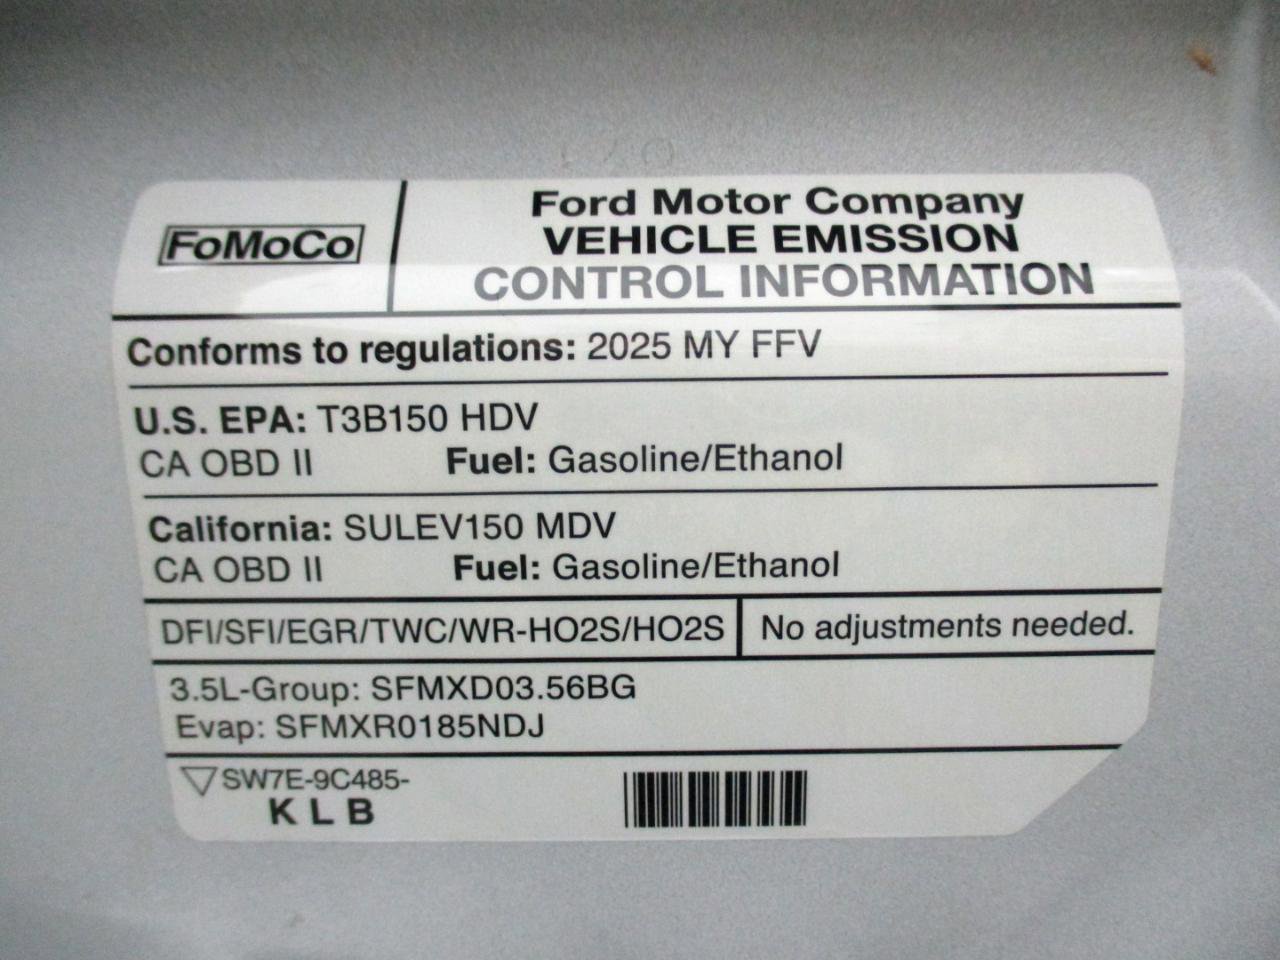 FoMoCo
Ford Motor Company
VEHICLE EMISSION
CONTROL INFORMATION
Conforms to regulations: 2025 MY FFV
U.S. EPA: T3B150 HDV
CA OBD II Fuel: Gasoline/Ethanol
California: SULEV150 MDV
CA OBD II Fuel: Gasoline/Ethanol
DFI/SFI/EGR/TWC/WR-HO2S/HO2S No adjustments needed.
3.5L-Group: SFMXD03.56BG
Evap: SFMXR0185NDJ
SW7E-9C485-
K L B